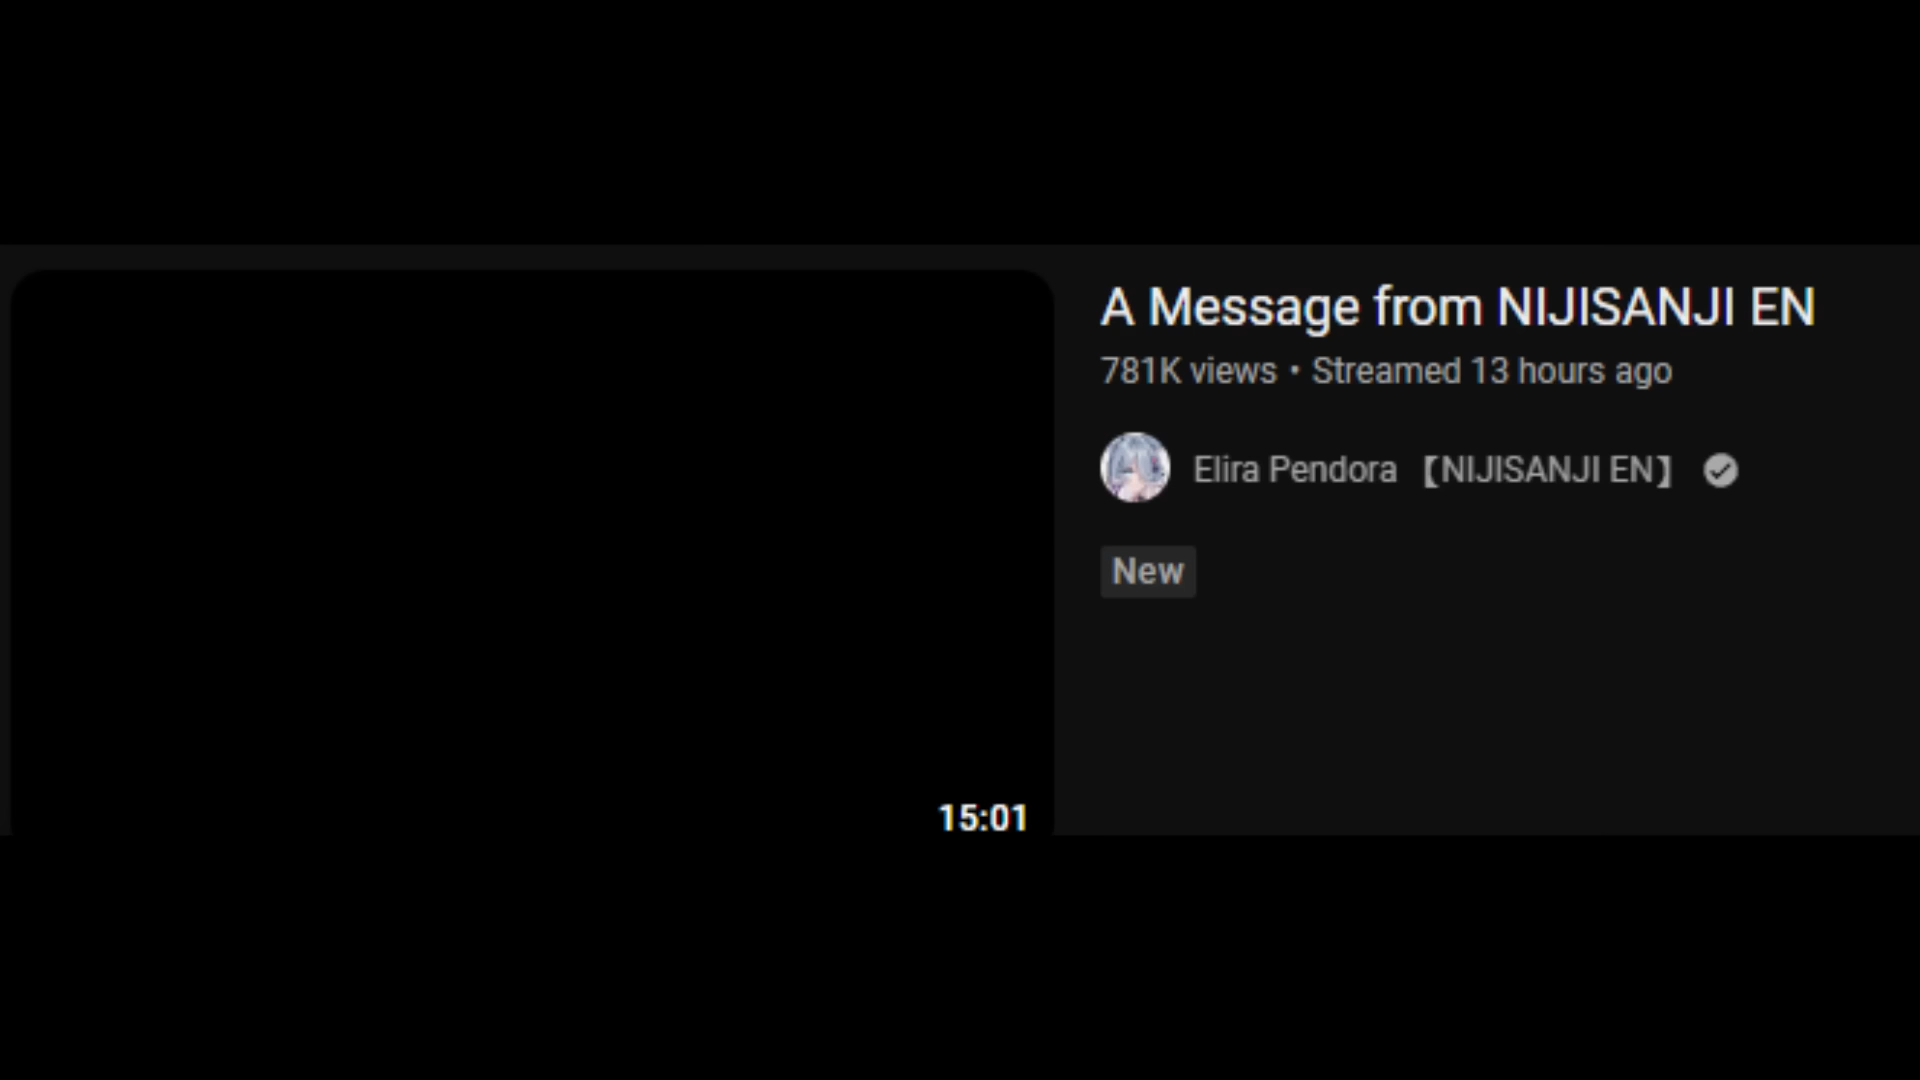 A Message from NIJISANJI EN
781K views • Streamed 13 hours ago
Elira Pendora 【NIJISANJI EN】
New
15:01